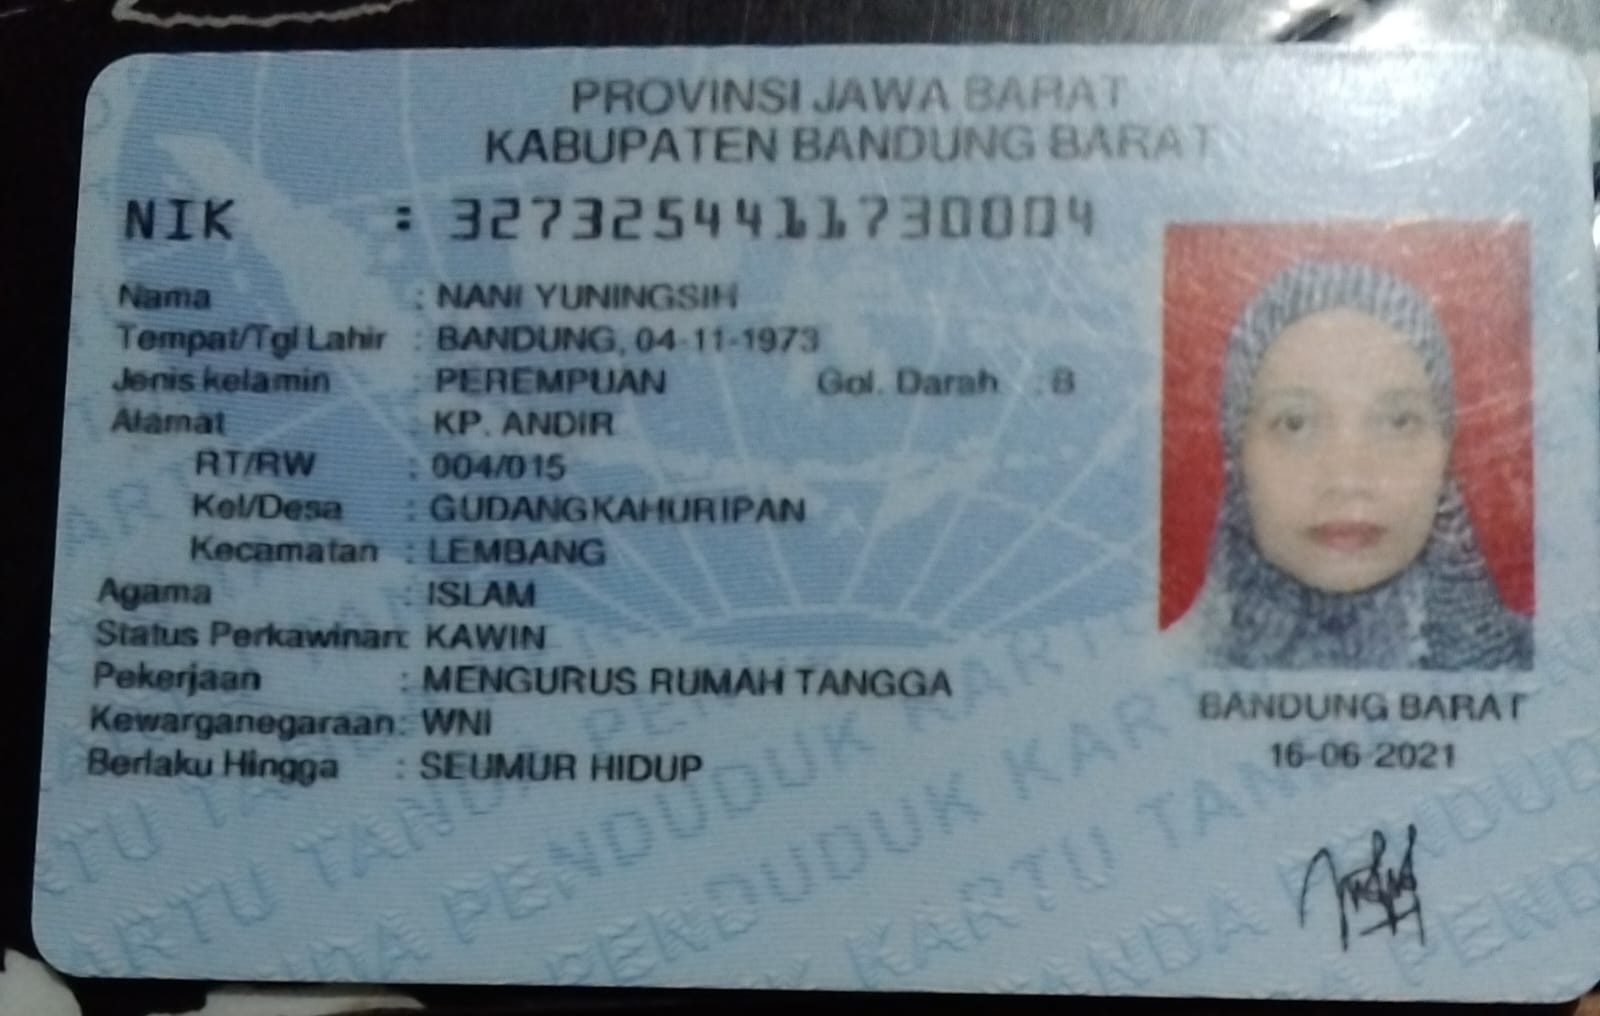 PROVINSI JAWA BARAT
KABUPATEN BANDUNG BARAT
NIK : 3273254411730004
Nama : NANI YUNINGSIH
Tempat/Tgl Lahir : BANDUNG, 04-11-1973
Jenis kelamin : PEREMPUAN Gol. Darah : B
Alamat : KP. ANDIR
RT/RW : 004/015
Kel/Desa : GUDANGKAHURIPAN
Kecamatan : LEMBANG
Agama : ISLAM
Status Perkawinan: KAWIN
Pekerjaan : MENGURUS RUMAH TANGGA
Kewarganegaraan: WNI
Berlaku Hingga : SEUMUR HIDUP
BANDUNG BARAT
16-06-2021